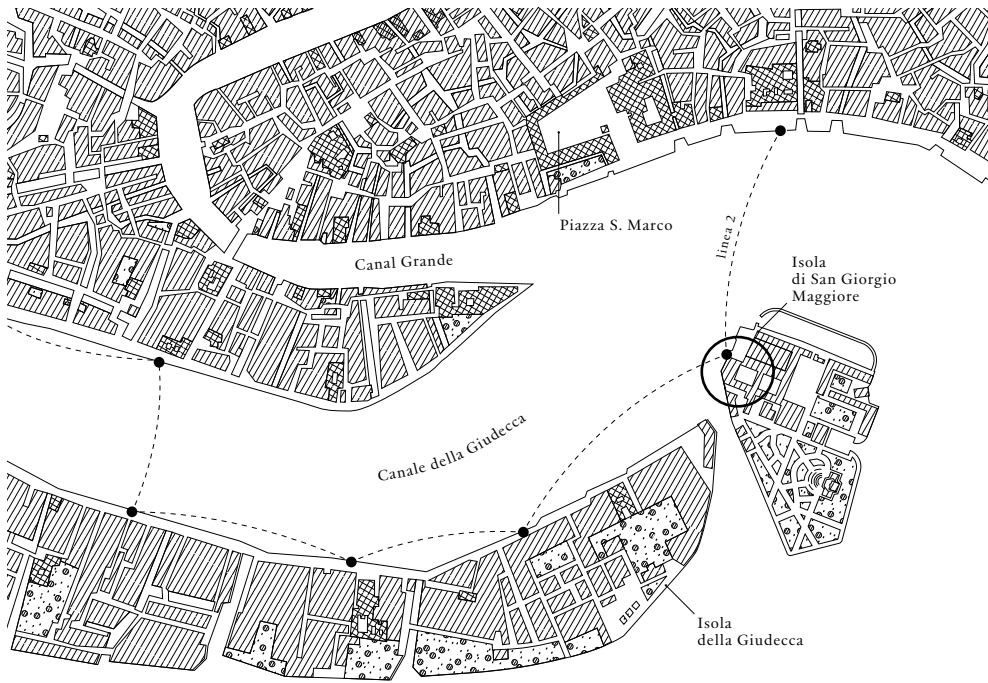 Piazza S. Marco
linea 2
Canal Grande
Isola
di San Giorgio
Maggiore
Canale della Giudecca
Isola
della Giudecca